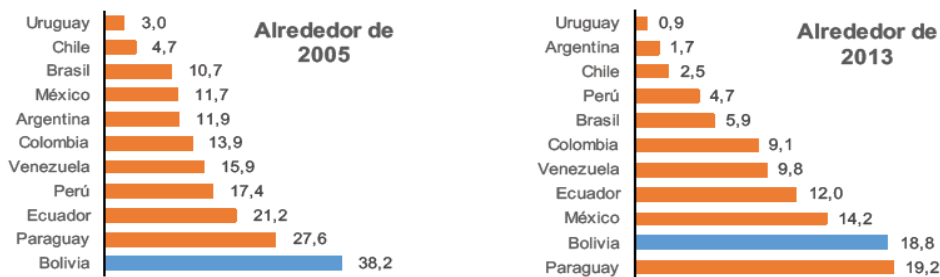 Alrededor de
2005
Uruguay 3,0
Chile 4,7
Brasil 10,7
México 11,7
Argentina 11,9
Colombia 13,9
Venezuela 15,9
Perú 17,4
Ecuador 21,2
Paraguay 27,6
Bolivia 38,2
Alrededor de
2013
Uruguay 0,9
Argentina 1,7
Chile 2,5
Perú 4,7
Brasil 5,9
Colombia 9,1
Venezuela 9,8
Ecuador 12,0
México 14,2
Bolivia 18,8
Paraguay 19,2